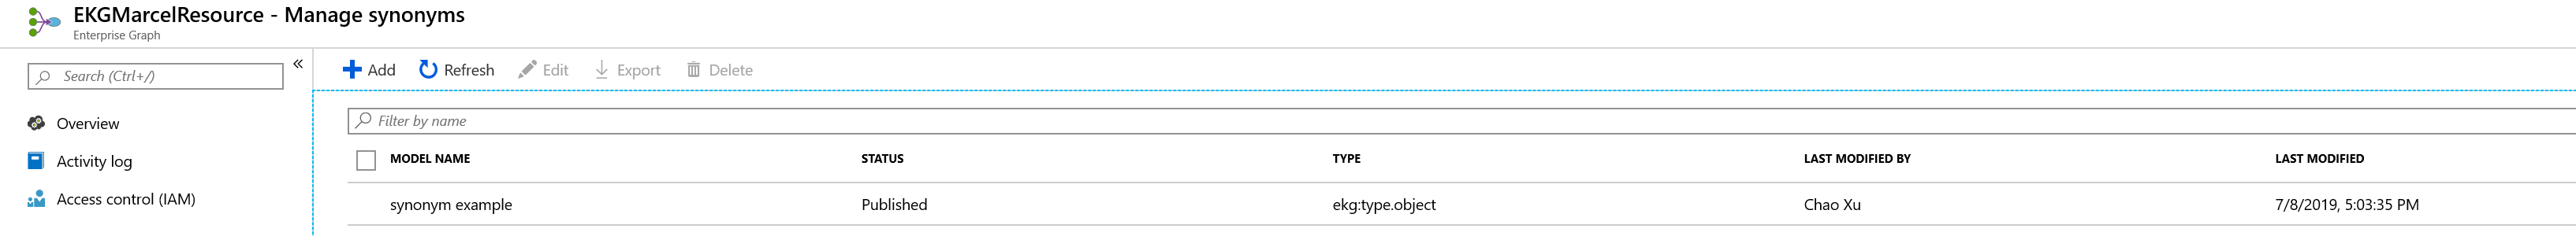 EKGMarcelResource - Manage synonyms
Enterprise Graph
Search (Ctrl+/)
«
Add Refresh Edit Export Delete
Overview
Activity log
Access control (IAM)
Filter by name
MODEL NAME STATUS TYPE LAST MODIFIED BY LAST MODIFIED
synonym example Published ekg:type.object Chao Xu 7/8/2019, 5:03:35 PM